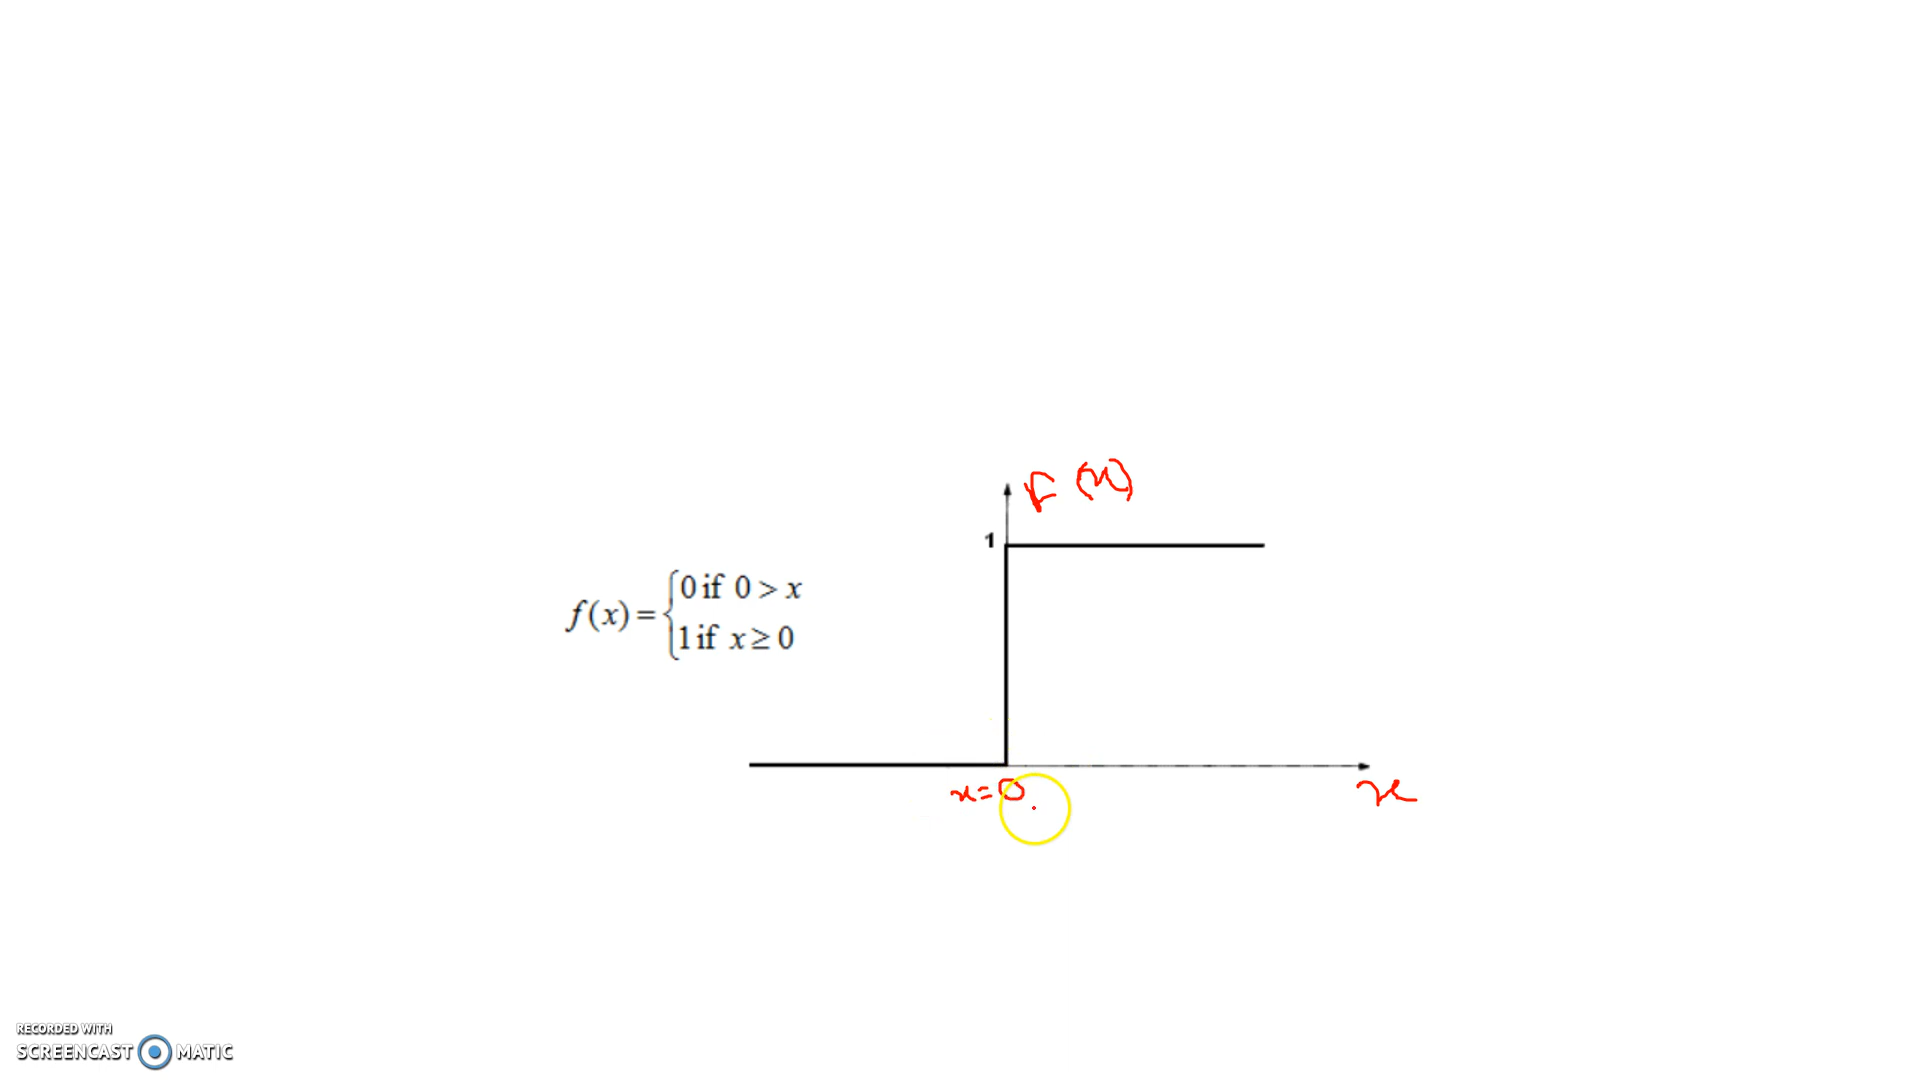 F (x)
1
f(x) = { 0 if 0 > x
1 if x ≥ 0
x = 0
x
RECORDED WITH
SCREENCAST MATIC